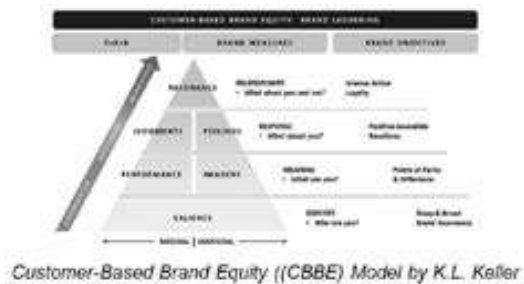 CUSTOMER-BASED BRAND EQUITY: BRAND LADDERING
BRAND MEASURES
BRAND OBJECTIVES
RESONANCE
RELATIONSHIPS
• What about you and me?
Intense Active
Loyalty
JUDGMENTS
FEELINGS
RESPONSE
• What about you?
Positive Accessible
Reactions
PERFORMANCE
IMAGERY
MEANING
• What are you?
Points of Parity
& Difference
SALIENCE
IDENTITY
• Who are you?
Deep & Broad
Brand Awareness
RATIONAL | EMOTIONAL
Customer-Based Brand Equity ((CBBE) Model by K.L. Keller